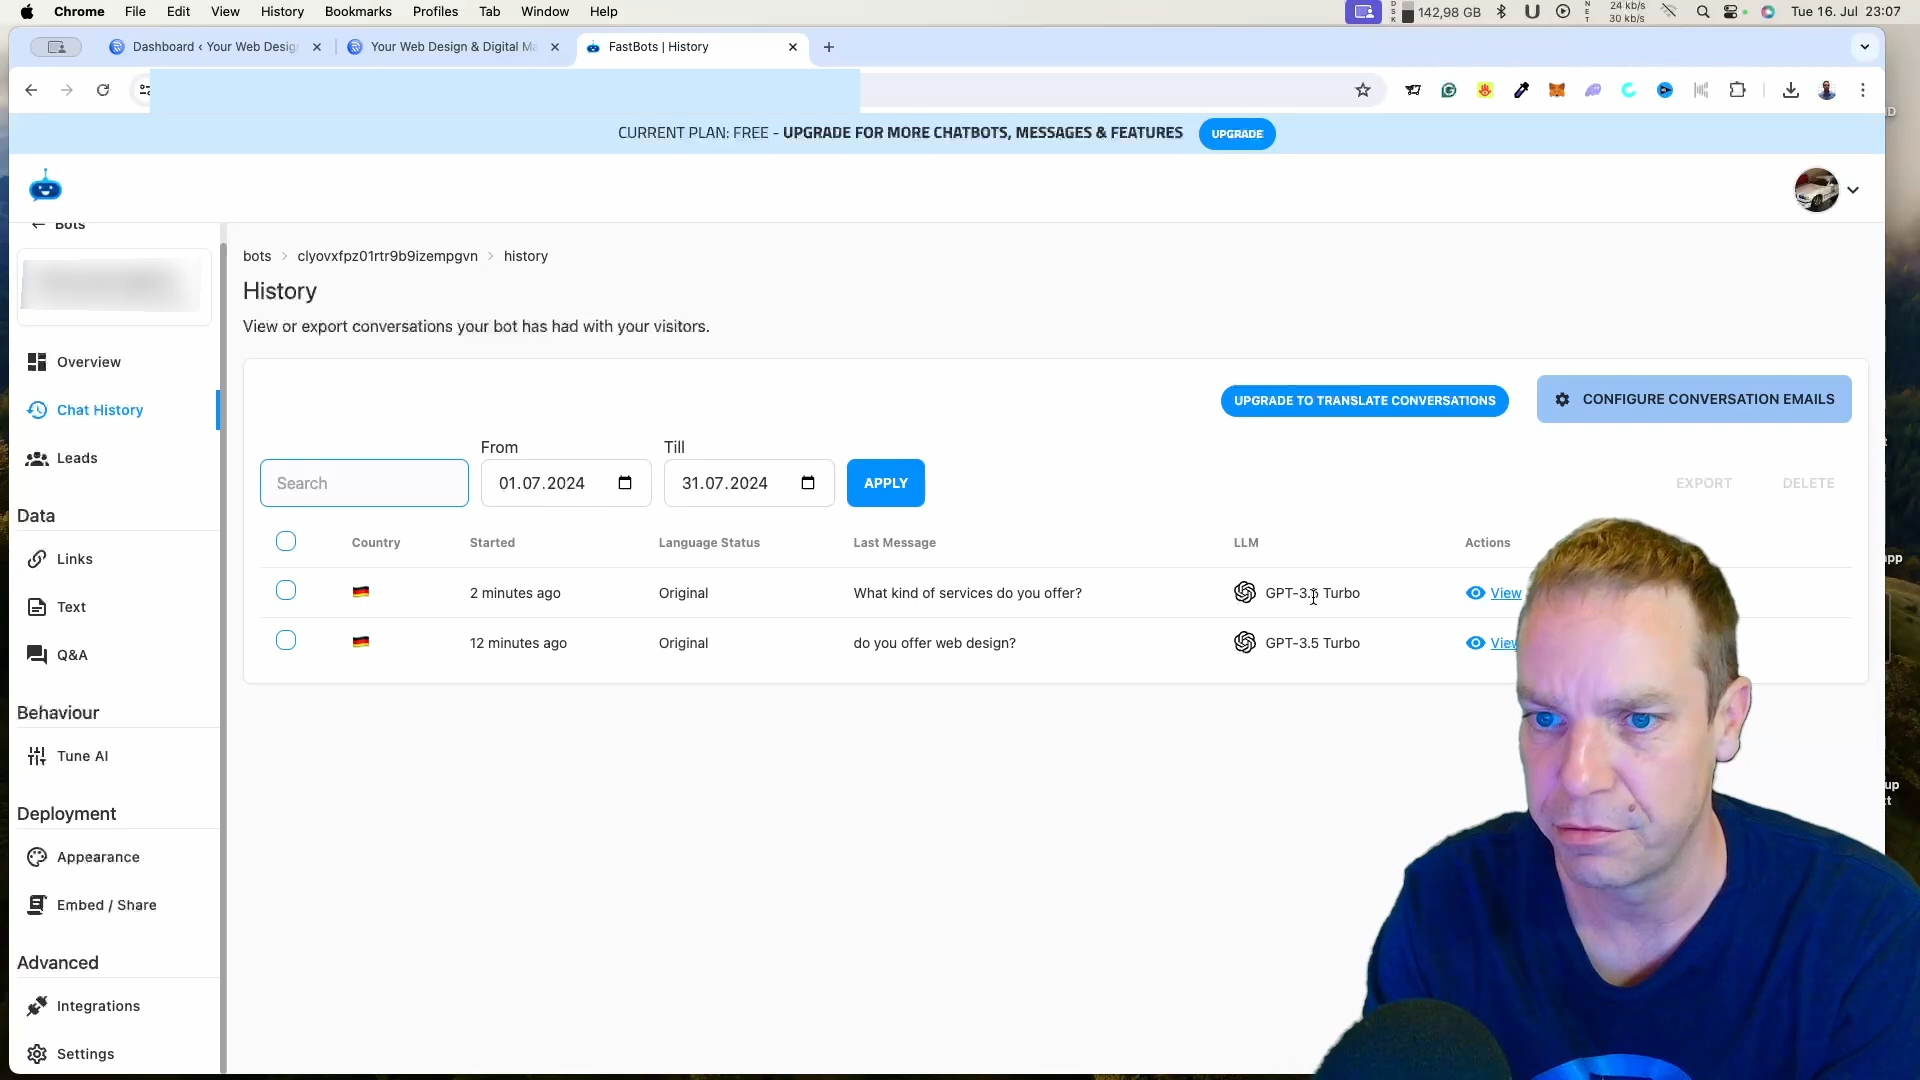 Chrome File Edit View History Bookmarks Profiles Tab Window Help
142,98 GB
24 kb/s
30 kb/s
Tue 16. Jul 23:07
Dashboard ‹ Your Web Desig
Your Web Design & Digital Ma
FastBots | History
CURRENT PLAN: FREE - UPGRADE FOR MORE CHATBOTS, MESSAGES & FEATURES UPGRADE
Bots
Overview
Chat History
Leads
Data
Links
Text
Q&A
Behaviour
Tune AI
Deployment
Appearance
Embed / Share
Advanced
Integrations
Settings
bots > clyovxfpz01rtr9b9izempgvn > history
History
View or export conversations your bot has had with your visitors.
UPGRADE TO TRANSLATE CONVERSATIONS CONFIGURE CONVERSATION EMAILS
From Till
Search 01.07.2024 31.07.2024 APPLY EXPORT DELETE
Country Started Language Status Last Message LLM Actions
2 minutes ago Original What kind of services do you offer? GPT-3.5 Turbo View
12 minutes ago Original do you offer web design? GPT-3.5 Turbo View